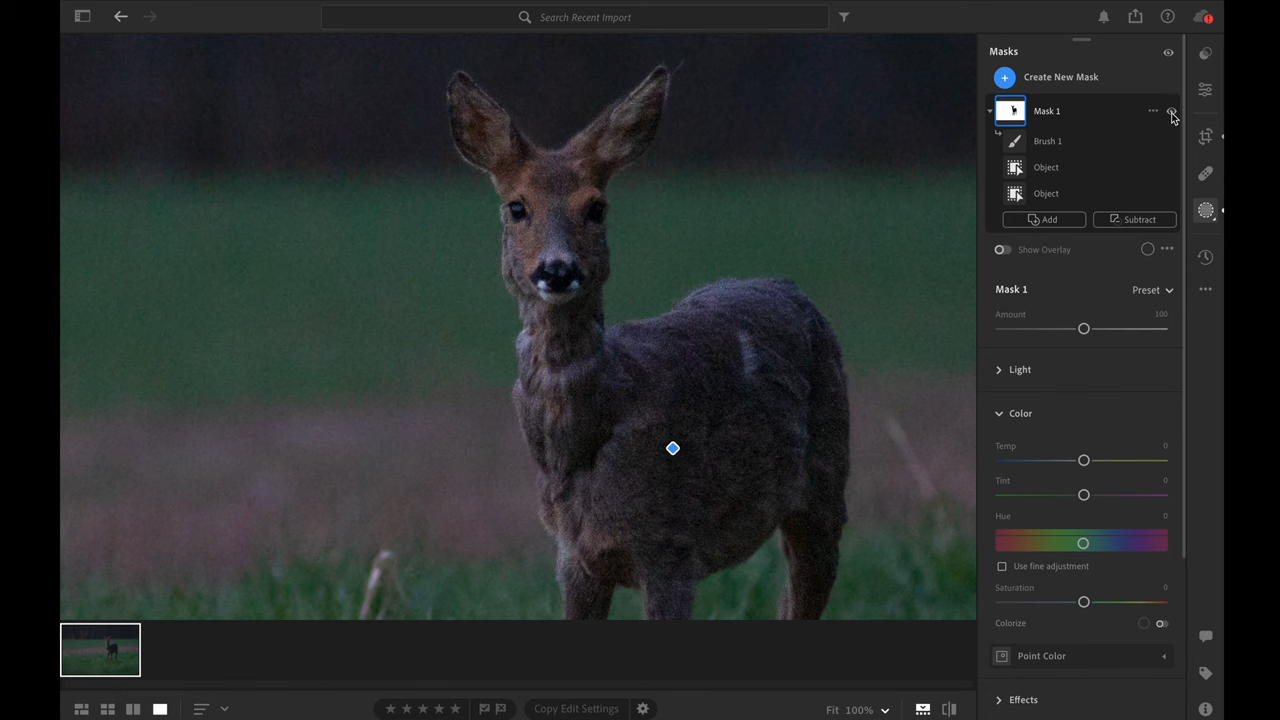 Search Recent Import
Masks
Create New Mask
Mask 1
Brush 1
Object
Object
Add
Subtract
Show Overlay
Mask 1
Preset
Amount 100
Light
Color
Temp 0
Tint 0
Hue 0
Use fine adjustment
Saturation 0
Colorize
Point Color
Effects
Copy Edit Settings
Fit 100%